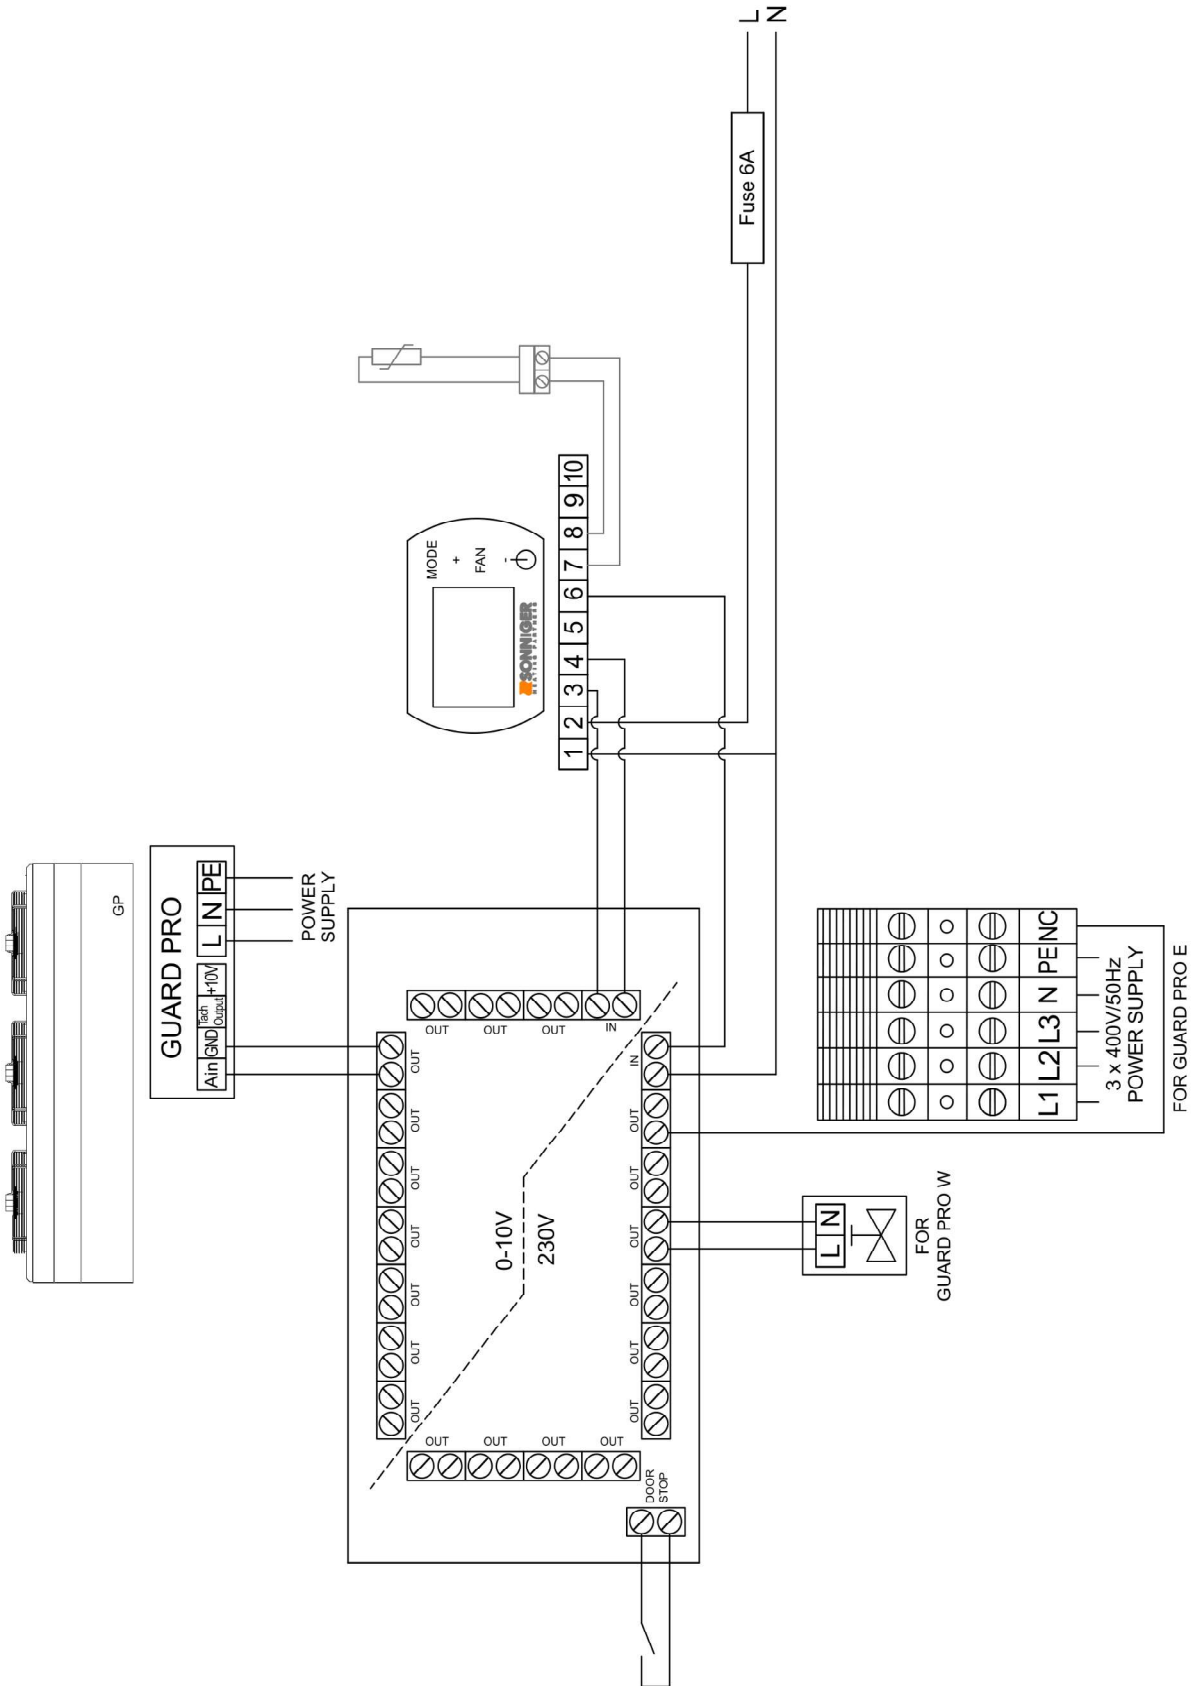 L
N
Fuse 6A
MODE
+
FAN
-
SONNIGER
HEATING PARTNERS
1 2 3 4 5 6 7 8 9 10
GP
GUARD PRO
Ain GND Tach Output +10V L N PE
POWER
SUPPLY
OUT OUT OUT IN
OUT OUT OUT OUT OUT OUT OUT
0-10V
230V
OUT OUT OUT OUT OUT OUT IN
OUT OUT OUT OUT
DOOR
STOP
L N
FOR
GUARD PRO W
L1 L2 L3 N PE NC
3 x 400V/50Hz
POWER SUPPLY
FOR GUARD PRO E